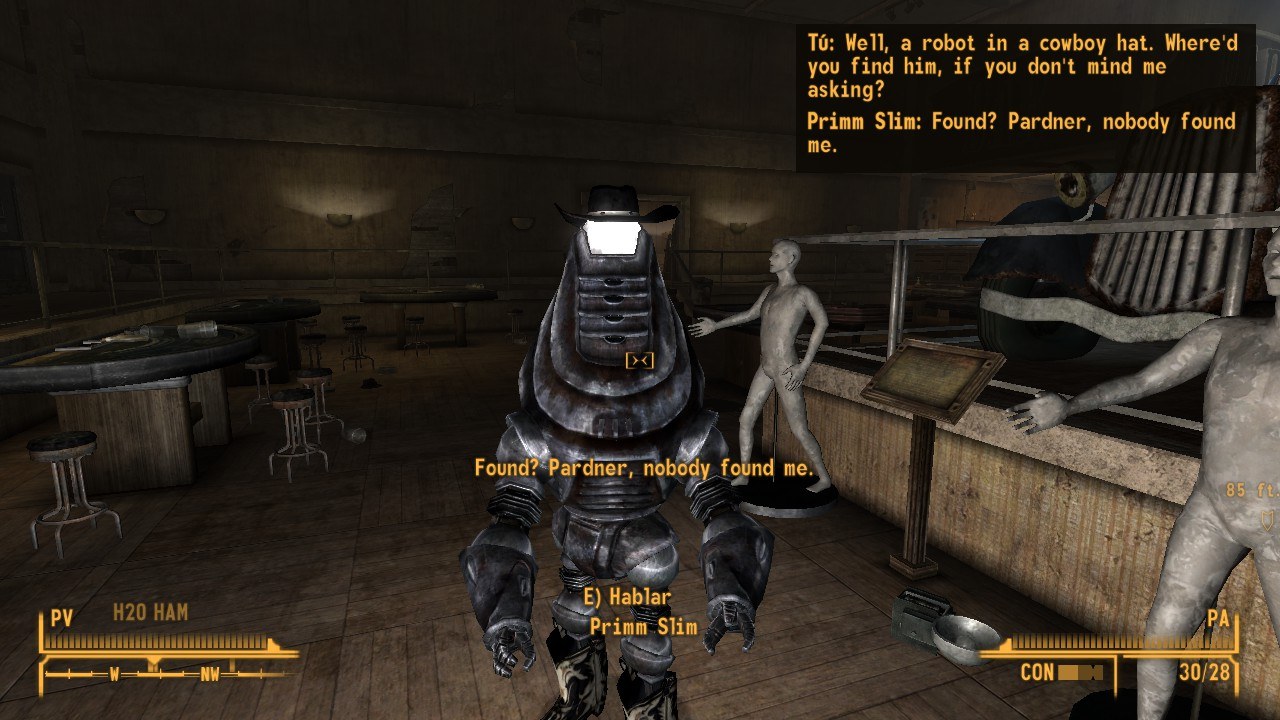 Tú: Well, a robot in a cowboy hat. Where'd
you find him, if you don't mind me
asking?
Primm Slim: Found? Pardner, nobody found
me.
Found? Pardner, nobody found me.
85 ft
E) Hablar
Primm Slim
PV
H2O HAM
W
NW
PA
CON
30/28